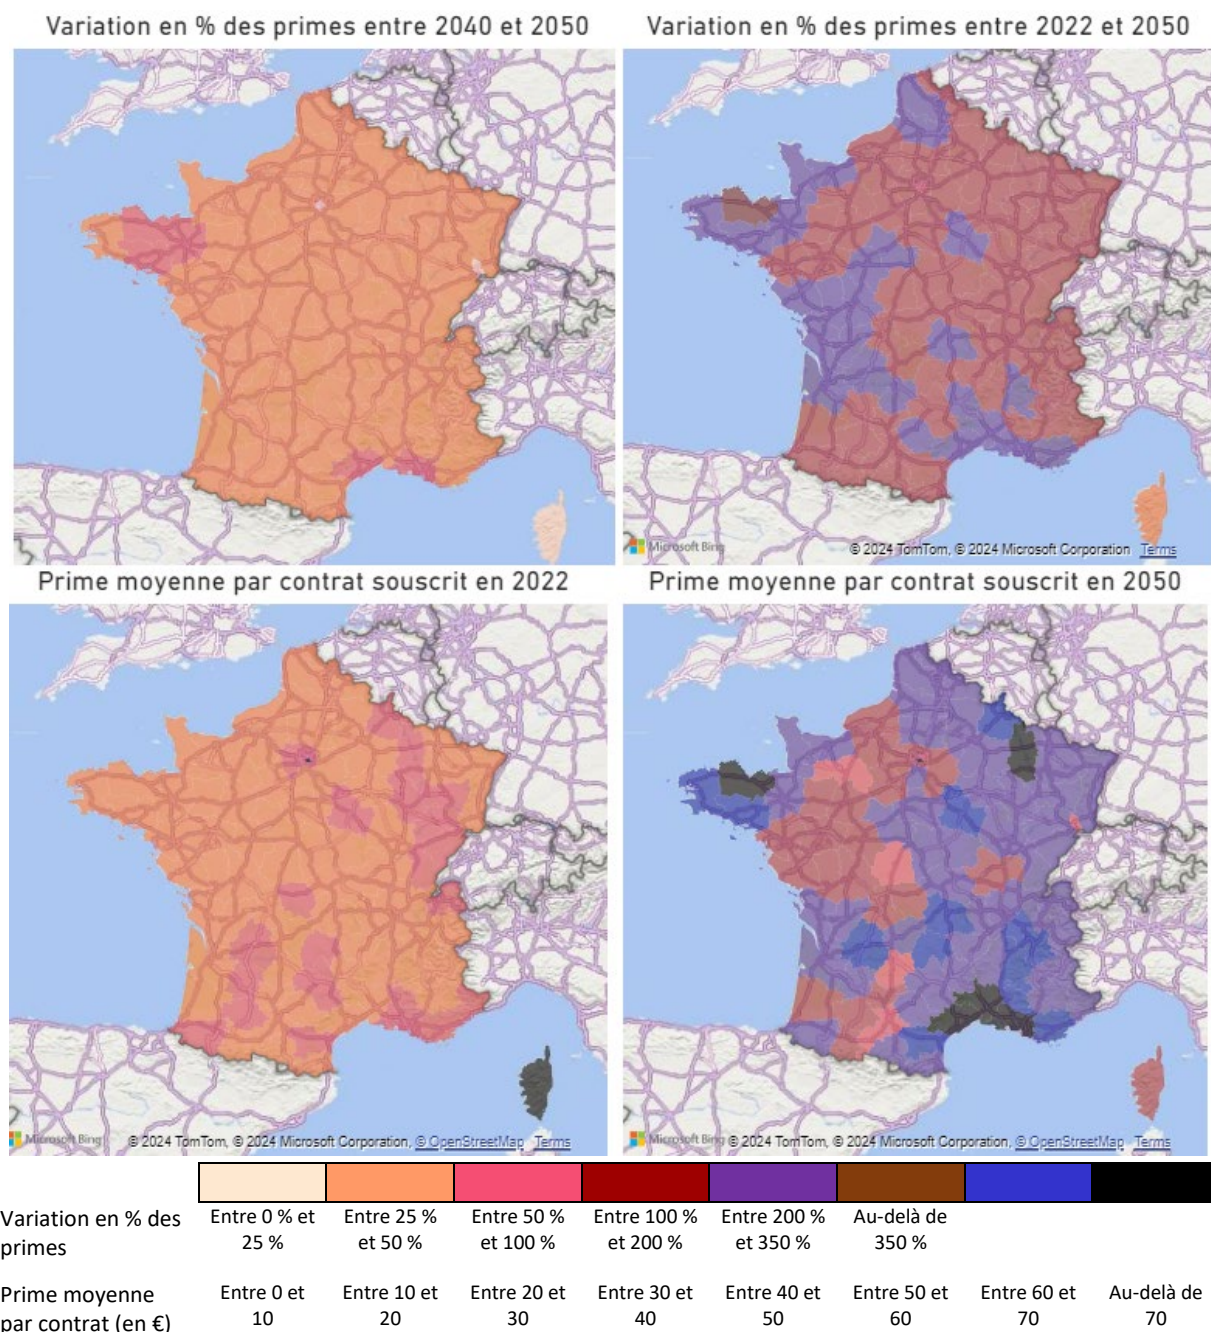 Variation en % des primes entre 2040 et 2050
Variation en % des primes entre 2022 et 2050
Microsoft Bing
© 2024 TomTom, © 2024 Microsoft Corporation Terms
Prime moyenne par contrat souscrit en 2022
Prime moyenne par contrat souscrit en 2050
Microsoft Bing
© 2024 TomTom, © 2024 Microsoft Corporation, © OpenStreetMap Terms
Microsoft Bing
© 2024 TomTom, © 2024 Microsoft Corporation, © OpenStreetMap Terms
Variation en % des
primes
Entre 0 % et
25 %
Entre 25 %
et 50 %
Entre 50 %
et 100 %
Entre 100 %
et 200 %
Entre 200 %
et 350 %
Au-delà de
350 %
Prime moyenne
par contrat (en €)
Entre 0 et
10
Entre 10 et
20
Entre 20 et
30
Entre 30 et
40
Entre 40 et
50
Entre 50 et
60
Entre 60 et
70
Au-delà de
70